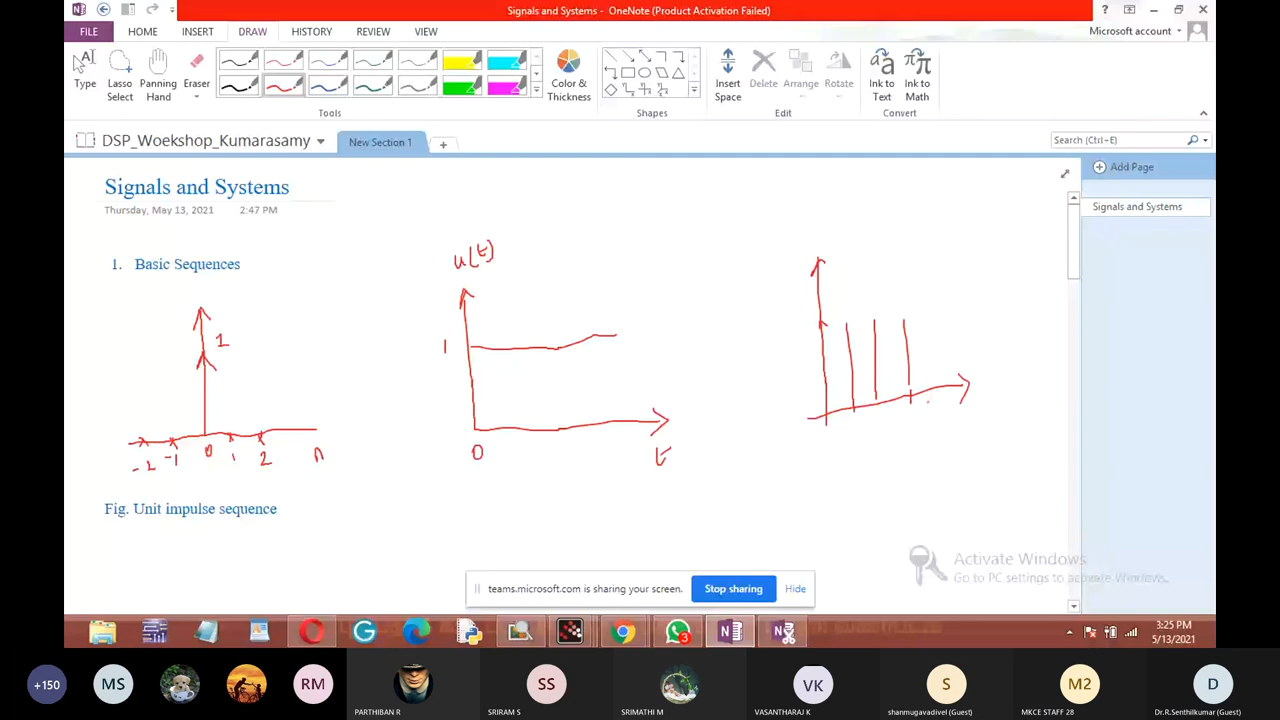 Signals and Systems - OneNote (Product Activation Failed)
FILE HOME INSERT DRAW HISTORY REVIEW VIEW
Microsoft account
Type
Lasso Select
Panning Hand
Eraser
Color & Thickness
Insert Space
Delete
Arrange
Rotate
Ink to Text
Ink to Math
Tools
Shapes
Edit
Convert
DSP_Woekshop_Kumarasamy
New Section 1
Search (Ctrl+E)
Add Page
Signals and Systems
Signals and Systems
Thursday, May 13, 2021 2:47 PM
1. Basic Sequences
u(t)
1
1
-2 -1 0 1 2 n
0 t
Fig. Unit impulse sequence
Activate Windows
Go to PC settings to activate Windows.
teams.microsoft.com is sharing your screen.
Stop sharing
Hide
3
3:25 PM
5/13/2021
+150
MS
RM
SS
VK
S
M2
D
PARTHIBAN R
SRIRAM S
SRIMATHI M
VASANTHARAJ K
shanmugavadivel (Guest)
MKCE STAFF 28
Dr.R.Senthilkumar (Guest)